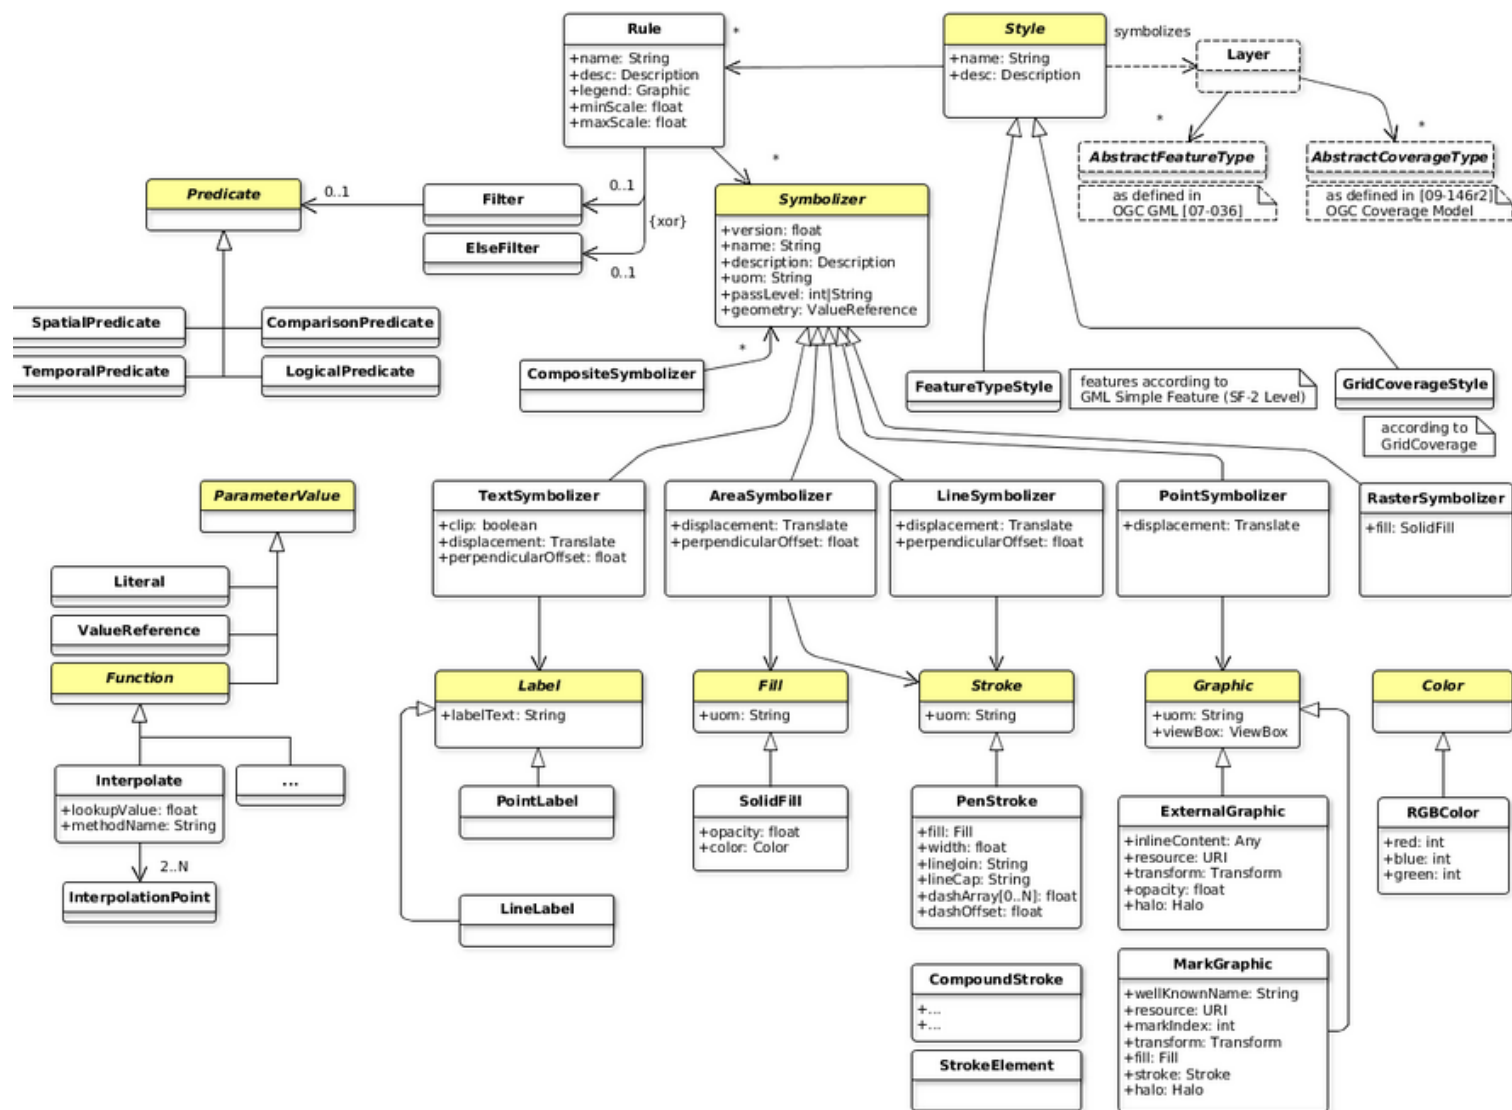 Rule
+name: String
+desc: Description
+legend: Graphic
+minScale: float
+maxScale: float
*
Style
+name: String
+desc: Description
symbolizes
Layer
*
*
AbstractFeatureType
as defined in
OGC GML [07-036]
AbstractCoverageType
as defined in [09-146r2]
OGC Coverage Model
Predicate
0..1
Filter
0..1
{xor}
ElseFilter
0..1
*
Symbolizer
+version: float
+name: String
+description: Description
+uom: String
+passLevel: int|String
+geometry: ValueReference
SpatialPredicate
ComparisonPredicate
TemporalPredicate
LogicalPredicate
*
CompositeSymbolizer
FeatureTypeStyle
features according to
GML Simple Feature (SF-2 Level)
GridCoverageStyle
according to
GridCoverage
ParameterValue
Literal
ValueReference
Function
Interpolate
+lookupValue: float
+methodName: String
...
2..N
InterpolationPoint
TextSymbolizer
+clip: boolean
+displacement: Translate
+perpendicularOffset: float
AreaSymbolizer
+displacement: Translate
+perpendicularOffset: float
LineSymbolizer
+displacement: Translate
+perpendicularOffset: float
PointSymbolizer
+displacement: Translate
RasterSymbolizer
+fill: SolidFill
Label
+labelText: String
Fill
+uom: String
Stroke
+uom: String
Graphic
+uom: String
+viewBox: ViewBox
Color
PointLabel
LineLabel
SolidFill
+opacity: float
+color: Color
PenStroke
+fill: Fill
+width: float
+lineJoin: String
+lineCap: String
+dashArray[0..N]: float
+dashOffset: float
ExternalGraphic
+inlineContent: Any
+resource: URI
+transform: Transform
+opacity: float
+halo: Halo
RGBColor
+red: int
+blue: int
+green: int
CompoundStroke
+...
+...
StrokeElement
MarkGraphic
+wellKnownName: String
+resource: URI
+markIndex: int
+transform: Transform
+fill: Fill
+stroke: Stroke
+halo: Halo